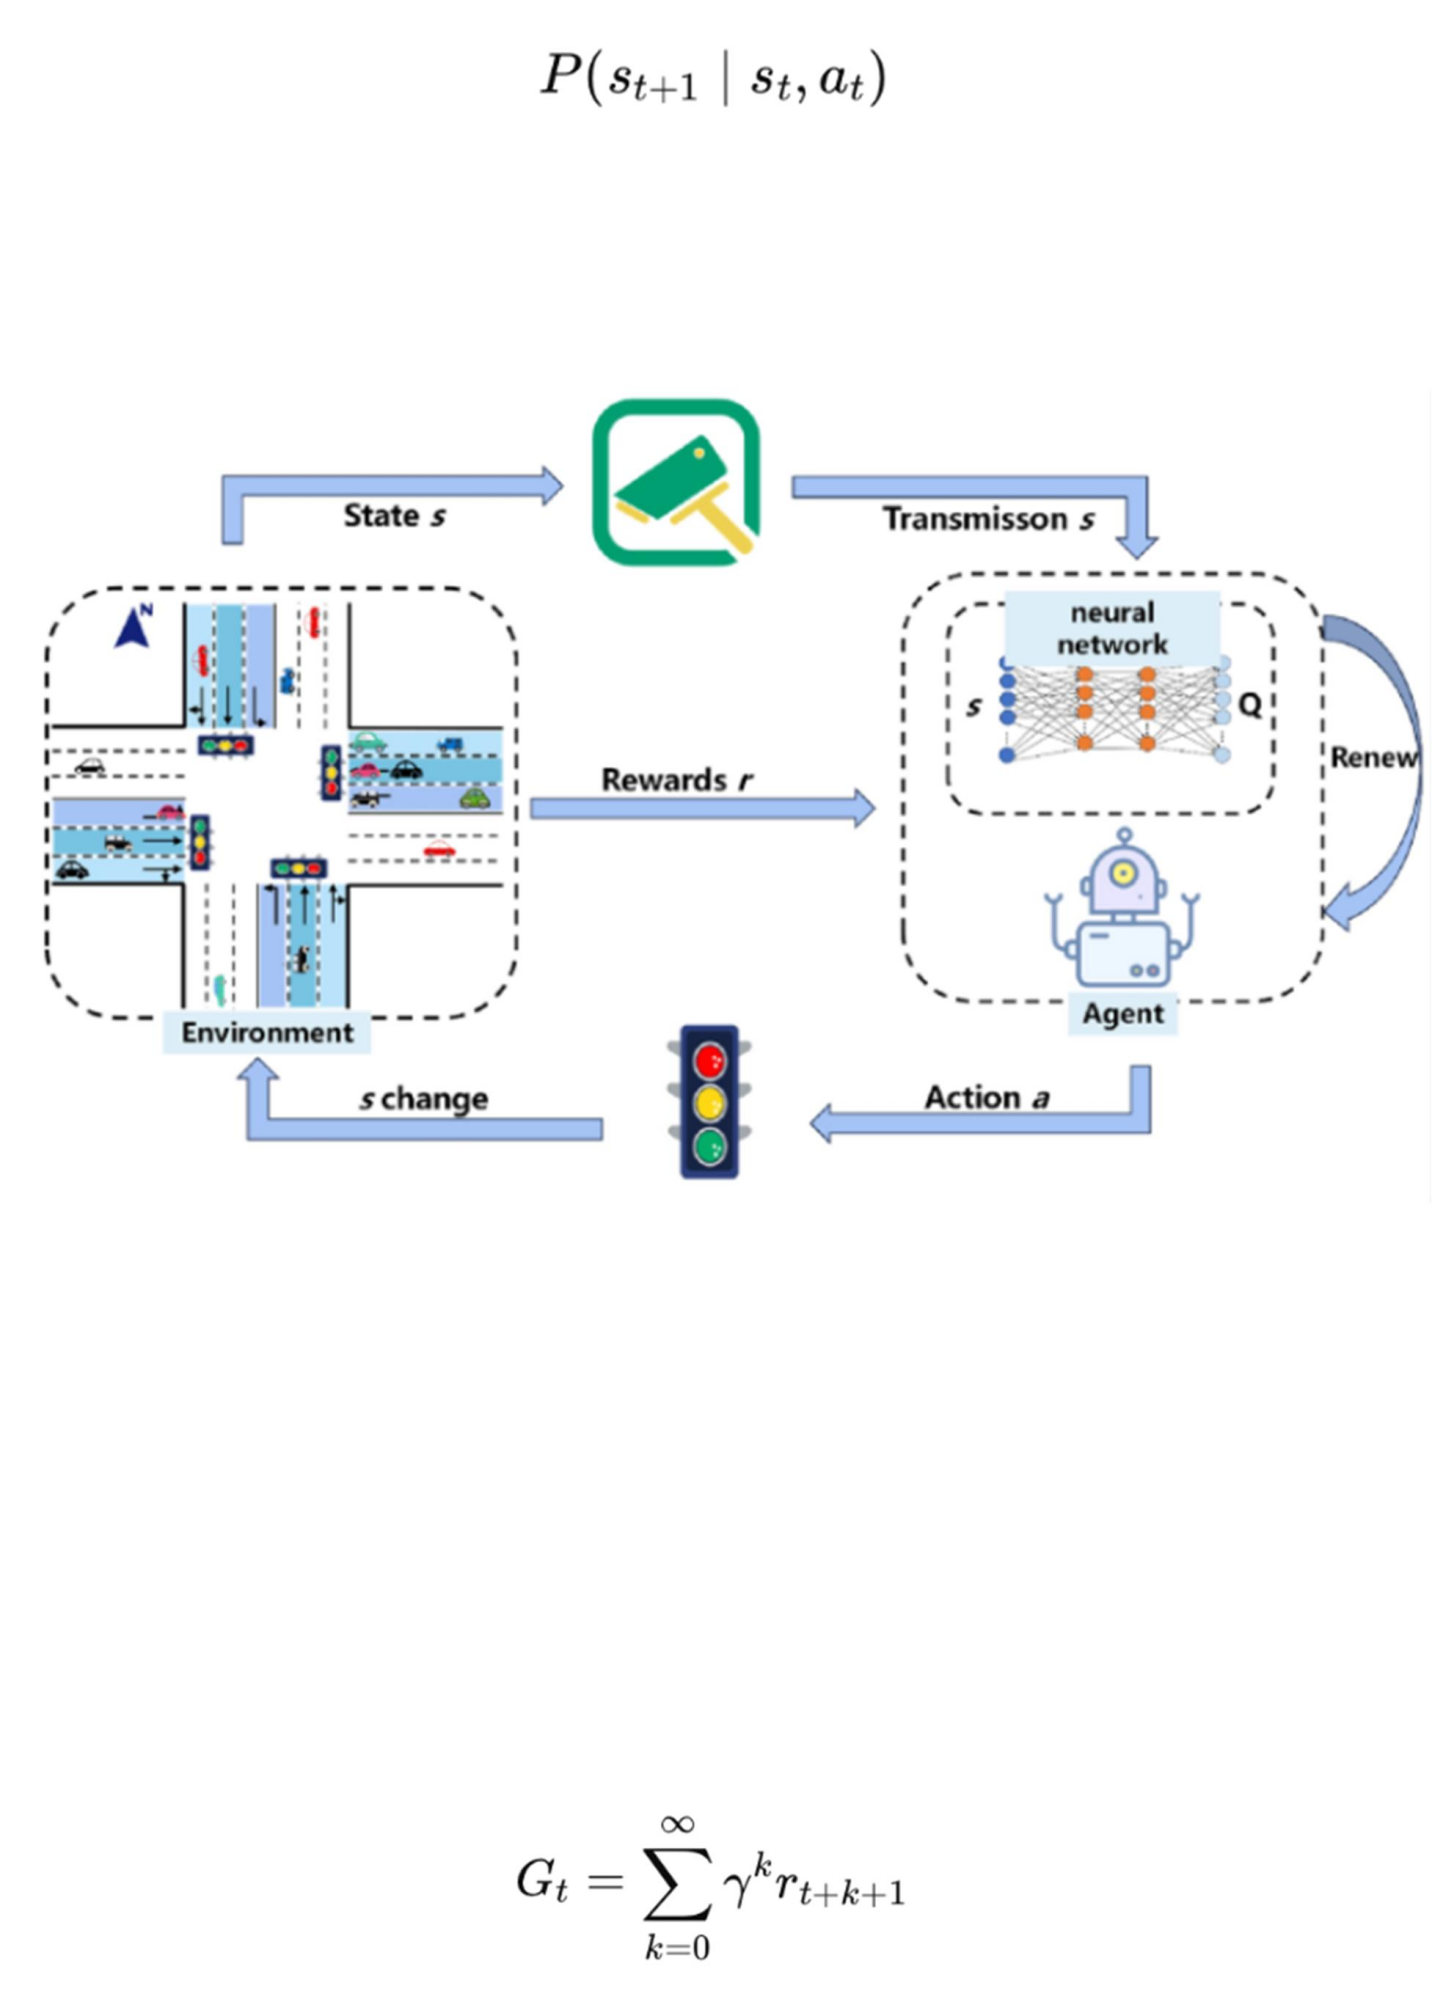 P(s_{t+1} | s_t, a_t)
State s
Transmisson s
N
neural
network
s
Q
Renew
Rewards r
Environment
Agent
s change
Action a
G_t = \sum_{k=0}^{\infty} γ^k r_{t+k+1}